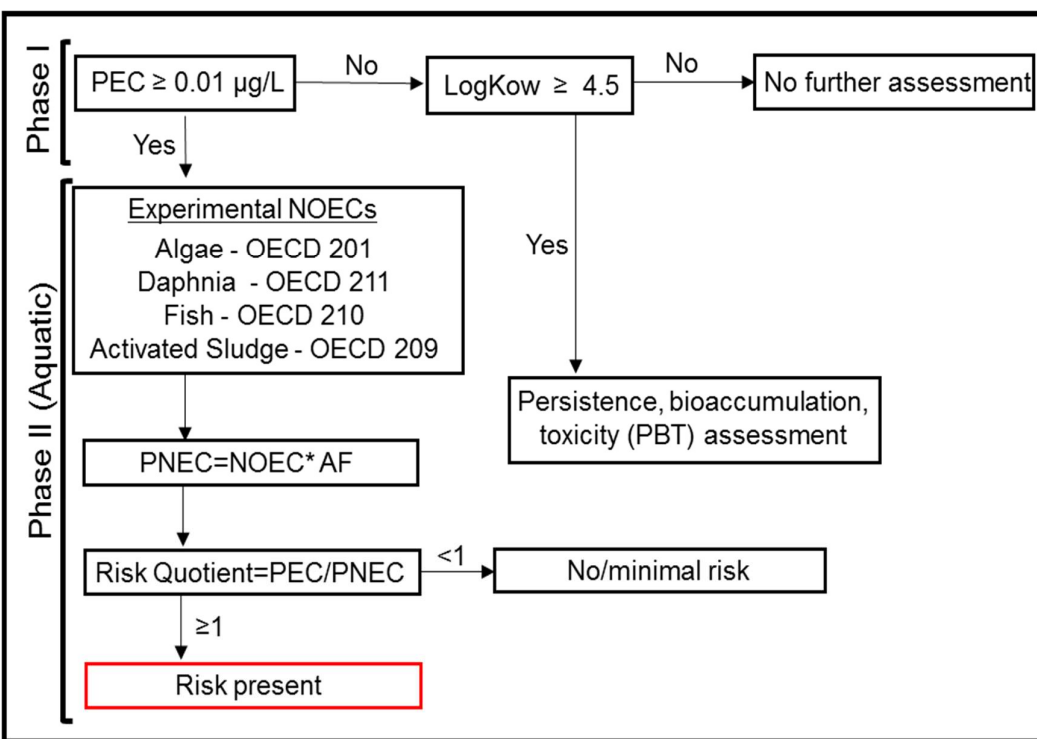 Phase I
PEC ≥ 0.01 µg/L
No
LogKow ≥ 4.5
No
No further assessment
Yes
Phase II (Aquatic)
Experimental NOECs
Algae - OECD 201
Daphnia - OECD 211
Fish - OECD 210
Activated Sludge - OECD 209
Yes
Persistence, bioaccumulation,
toxicity (PBT) assessment
PNEC=NOEC* AF
Risk Quotient=PEC/PNEC
<1
No/minimal risk
≥1
Risk present